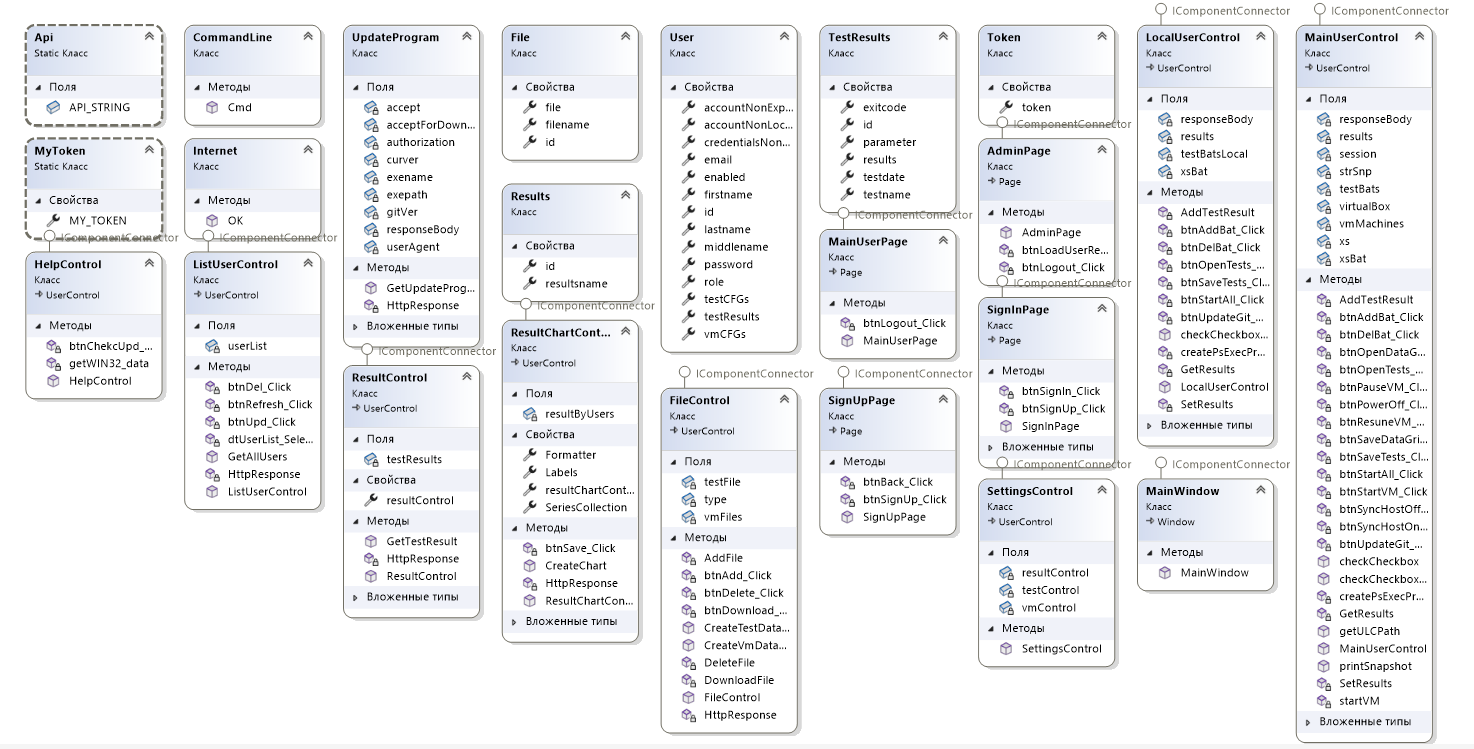 Api
Static Класс
Поля
API_STRING
MyToken
Static Класс
Свойства
MY_TOKEN
IComponentConnector
HelpControl
Класс
UserControl
Методы
btnChekcUpd_...
getWIN32_data
HelpControl
CommandLine
Класс
Методы
Cmd
Internet
Класс
Методы
OK
IComponentConnector
ListUserControl
Класс
UserControl
Поля
userList
Методы
btnDel_Click
btnRefresh_Click
btnUpd_Click
dtUserList_Sele...
GetAllUsers
HttpResponse
ListUserControl
UpdateProgram
Класс
Поля
accept
acceptForDown...
authorization
curver
exename
exepath
gitVer
responseBody
userAgent
Методы
GetUpdateProg...
HttpResponse
Вложенные типы
IComponentConnector
ResultControl
Класс
UserControl
Поля
testResults
Свойства
resultControl
Методы
GetTestResult
HttpResponse
ResultControl
Вложенные типы
File
Класс
Свойства
file
filename
id
Results
Класс
Свойства
id
resultsname
IComponentConnector
ResultChartCont...
Класс
UserControl
Поля
resultByUsers
Свойства
Formatter
Labels
resultChartCont...
SeriesCollection
Методы
btnSave_Click
CreateChart
HttpResponse
ResultChartCon...
Вложенные типы
User
Класс
Свойства
accountNonExp...
accountNonLoc...
credentialsNon...
email
enabled
firstname
id
lastname
middlename
password
role
testCFGs
testResults
vmCFGs
IComponentConnector
FileControl
Класс
UserControl
Поля
testFile
type
vmFiles
Методы
AddFile
btnAdd_Click
btnDelete_Click
btnDownload_...
CreateTestData...
CreateVmData...
DeleteFile
DownloadFile
FileControl
HttpResponse
TestResults
Класс
Свойства
exitcode
id
parameter
results
testdate
testname
IComponentConnector
MainUserPage
Класс
Page
Методы
btnLogout_Click
MainUserPage
IComponentConnector
SignUpPage
Класс
Page
Методы
btnBack_Click
btnSignUp_Click
SignUpPage
Token
Класс
Свойства
token
IComponentConnector
AdminPage
Класс
Page
Методы
AdminPage
btnLoadUserRe...
btnLogout_Click
IComponentConnector
SignInPage
Класс
Page
Методы
btnSignIn_Click
btnSignUp_Click
SignInPage
Вложенные типы
IComponentConnector
SettingsControl
Класс
UserControl
Поля
resultControl
testControl
vmControl
Методы
SettingsControl
IComponentConnector
LocalUserControl
Класс
UserControl
Поля
responseBody
results
testBatsLocal
xsBat
Методы
AddTestResult
btnAddBat_Click
btnDelBat_Click
btnOpenTests_...
btnSaveTests_Cl...
btnStartAll_Click
btnUpdateGit_...
checkCheckbox...
createPsExecPr...
GetResults
LocalUserControl
SetResults
Вложенные типы
IComponentConnector
MainWindow
Класс
Window
Методы
MainWindow
IComponentConnector
MainUserControl
Класс
UserControl
Поля
responseBody
results
session
strSnp
testBats
virtualBox
vmMachines
xs
xsBat
Методы
AddTestResult
btnAddBat_Click
btnDelBat_Click
btnOpenDataG...
btnOpenTests_...
btnPauseVM_Cl...
btnPowerOff_Cl...
btnResuneVM_...
btnSaveDataGri...
btnSaveTests_Cl...
btnStartAll_Click
btnStartVM_Click
btnSyncHostOff...
btnSyncHostOn...
btnUpdateGit_...
checkCheckbox
checkCheckbox...
createPsExecPr...
GetResults
getULCPath
MainUserControl
printSnapshot
SetResults
startVM
Вложенные типы